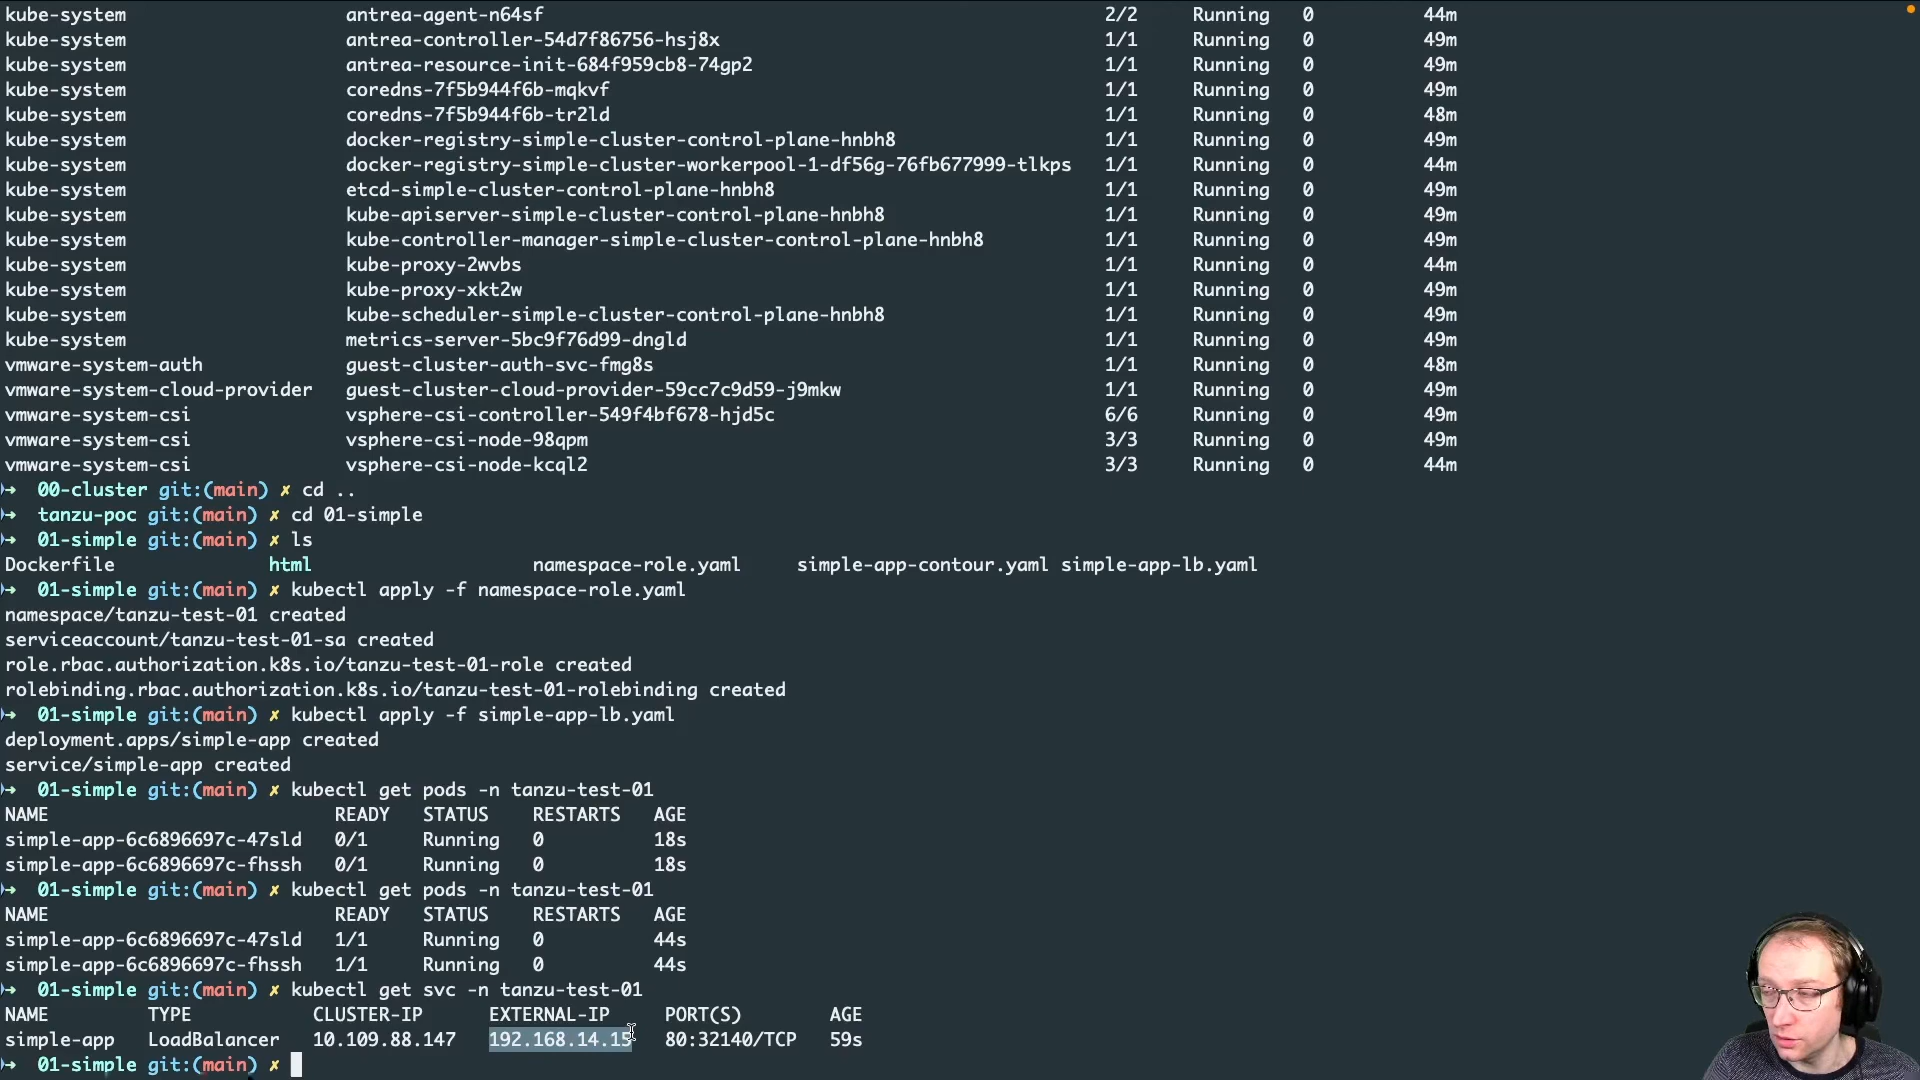 kube-system antrea-agent-n64sf 2/2 Running 0 44m
kube-system antrea-controller-54d7f86756-hsj8x 1/1 Running 0 49m
kube-system antrea-resource-init-684f959cb8-74gp2 1/1 Running 0 49m
kube-system coredns-7f5b944f6b-mqkvf 1/1 Running 0 49m
kube-system coredns-7f5b944f6b-tr2ld 1/1 Running 0 48m
kube-system docker-registry-simple-cluster-control-plane-hnbh8 1/1 Running 0 49m
kube-system docker-registry-simple-cluster-workerpool-1-df56g-76fb677999-tlkps 1/1 Running 0 44m
kube-system etcd-simple-cluster-control-plane-hnbh8 1/1 Running 0 49m
kube-system kube-apiserver-simple-cluster-control-plane-hnbh8 1/1 Running 0 49m
kube-system kube-controller-manager-simple-cluster-control-plane-hnbh8 1/1 Running 0 49m
kube-system kube-proxy-2wvbs 1/1 Running 0 44m
kube-system kube-proxy-xkt2w 1/1 Running 0 49m
kube-system kube-scheduler-simple-cluster-control-plane-hnbh8 1/1 Running 0 49m
kube-system metrics-server-5bc9f76d99-dngld 1/1 Running 0 49m
vmware-system-auth guest-cluster-auth-svc-fmg8s 1/1 Running 0 48m
vmware-system-cloud-provider guest-cluster-cloud-provider-59cc7c9d59-j9mkw 1/1 Running 0 49m
vmware-system-csi vsphere-csi-controller-549f4bf678-hjd5c 6/6 Running 0 49m
vmware-system-csi vsphere-csi-node-98qpm 3/3 Running 0 49m
vmware-system-csi vsphere-csi-node-kcql2 3/3 Running 0 44m
→ 00-cluster git:(main) ✗ cd ..
→ tanzu-poc git:(main) ✗ cd 01-simple
→ 01-simple git:(main) ✗ ls
Dockerfile html namespace-role.yaml simple-app-contour.yaml simple-app-lb.yaml
→ 01-simple git:(main) ✗ kubectl apply -f namespace-role.yaml
namespace/tanzu-test-01 created
serviceaccount/tanzu-test-01-sa created
role.rbac.authorization.k8s.io/tanzu-test-01-role created
rolebinding.rbac.authorization.k8s.io/tanzu-test-01-rolebinding created
→ 01-simple git:(main) ✗ kubectl apply -f simple-app-lb.yaml
deployment.apps/simple-app created
service/simple-app created
→ 01-simple git:(main) ✗ kubectl get pods -n tanzu-test-01
NAME READY STATUS RESTARTS AGE
simple-app-6c6896697c-47sld 0/1 Running 0 18s
simple-app-6c6896697c-fhssh 0/1 Running 0 18s
→ 01-simple git:(main) ✗ kubectl get pods -n tanzu-test-01
NAME READY STATUS RESTARTS AGE
simple-app-6c6896697c-47sld 1/1 Running 0 44s
simple-app-6c6896697c-fhssh 1/1 Running 0 44s
→ 01-simple git:(main) ✗ kubectl get svc -n tanzu-test-01
NAME TYPE CLUSTER-IP EXTERNAL-IP PORT(S) AGE
simple-app LoadBalancer 10.109.88.147 192.168.14.15 80:32140/TCP 59s
→ 01-simple git:(main) ✗